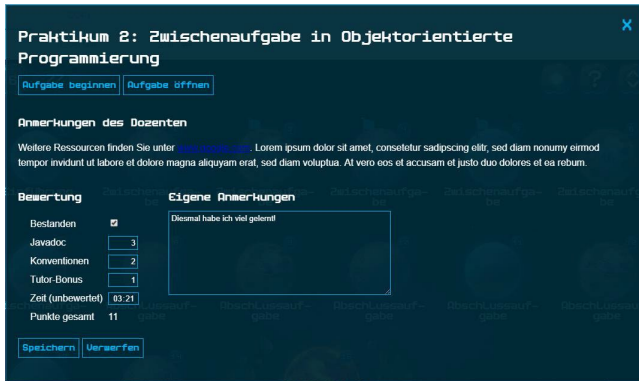 X
Praktikum 2: Zwischenaufgabe in Objektorientierte
Programmierung
Aufgabe beginnen Aufgabe öffnen
Anmerkungen des Dozenten
Weitere Ressourcen finden Sie unter . Lorem ipsum dolor sit amet, consetetur sadipscing elitr, sed diam nonumy eirmod
tempor invidunt ut labore et dolore magna aliquyam erat, sed diam voluptua. At vero eos et accusam et justo duo dolores et ea rebum.
Bewertung Eigene Anmerkungen
Bestanden Diesmal habe ich viel gelernt!
Javadoc 3
Konventionen 2
Tutor-Bonus 1
Zeit (unbewertet) 03:21
Punkte gesamt 11
Speichern Verwerfen